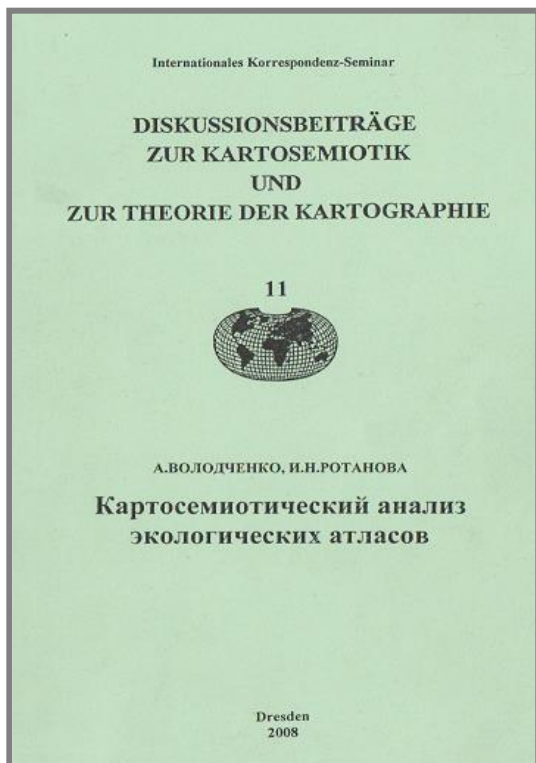 Internationales Korrespondenz-Seminar
DISKUSSIONSBEITRÄGE
ZUR KARTOSEMIOTIK
UND
ZUR THEORIE DER KARTOGRAPHIE
11
А.ВОЛОДЧЕНКО, И.Н.РОТАНОВА
Картосемиотический анализ
экологических атласов
Dresden
2008